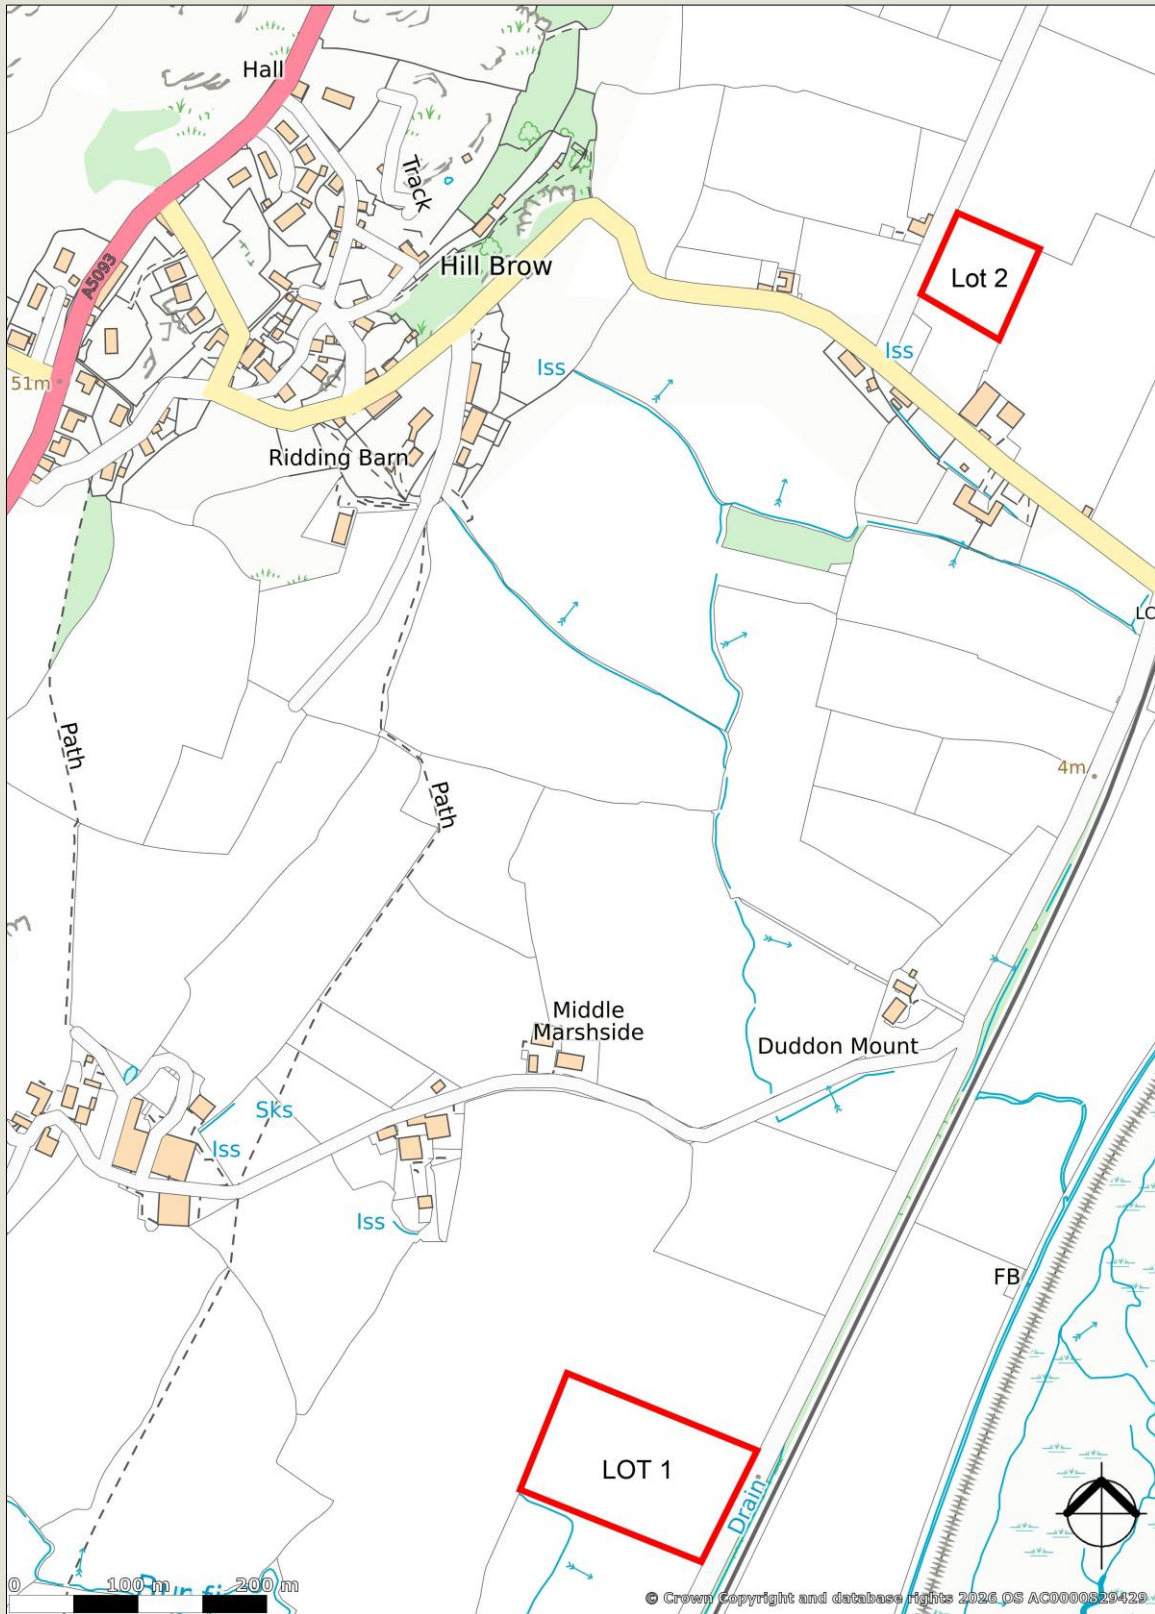 Hall
Track
A5093
Hill Brow
Lot 2
Iss
Iss
51m
Ridding Barn
LC
Path
4m
Path
Middle
Marshside
Duddon Mount
Sks
Iss
Iss
FB
LOT 1
Drain
0 100 m 200 m
© Crown Copyright and database rights 2026 OS AC0000829429